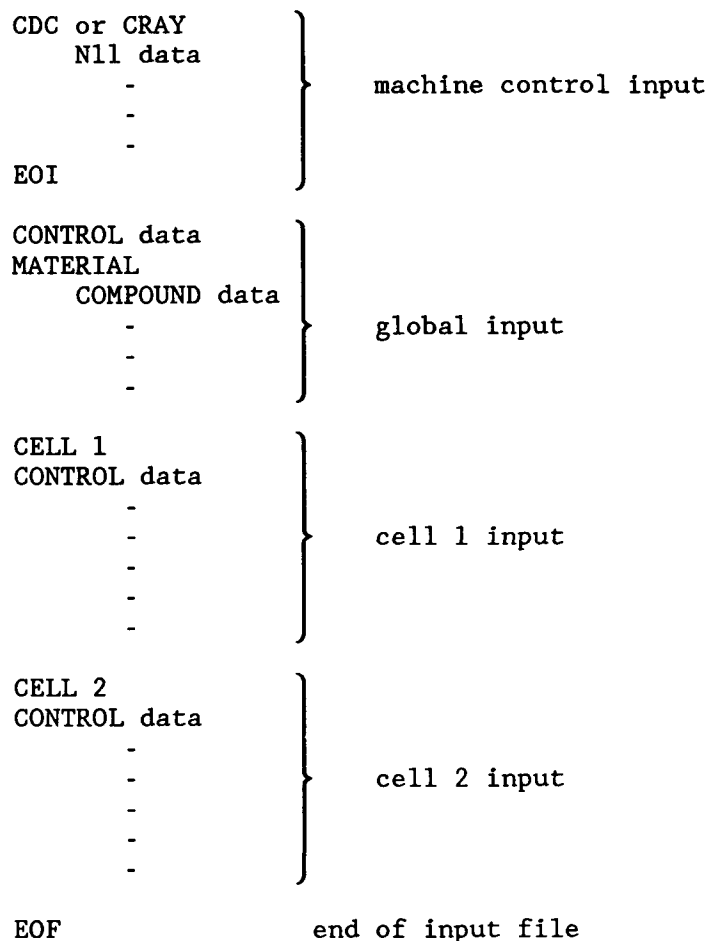 CDC or CRAY
N11 data
-
- machine control input
-
-
EOI
CONTROL data
MATERIAL
COMPOUND data
- global input
-
-
CELL 1
CONTROL data
-
- cell 1 input
-
-
-
CELL 2
CONTROL data
-
- cell 2 input
-
-
-
EOF end of input file